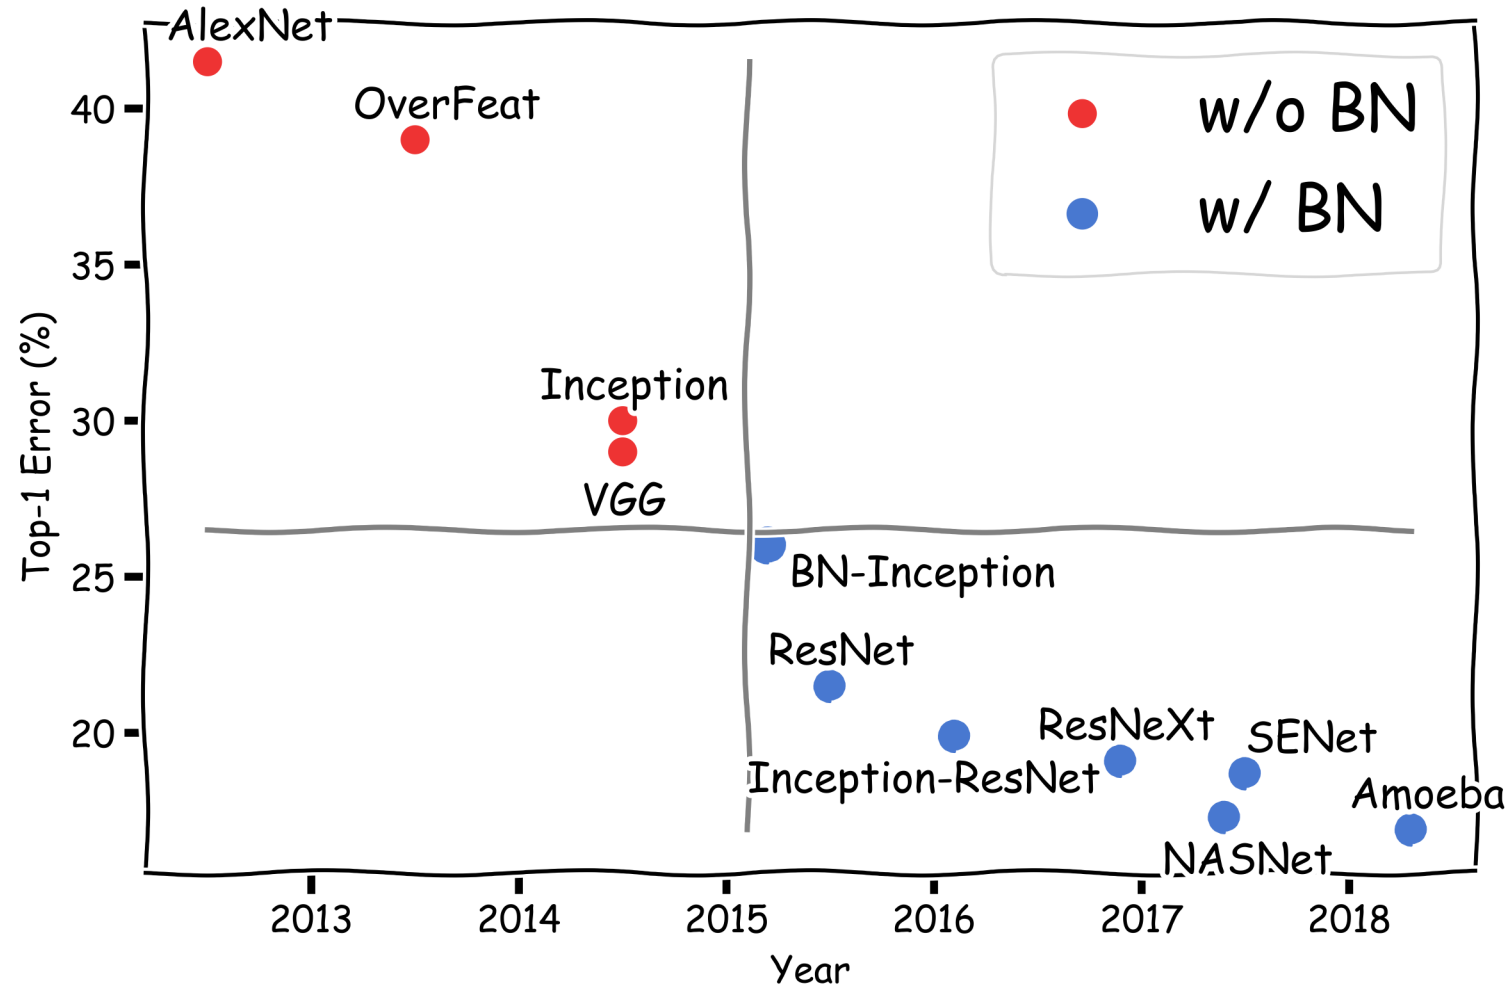 AlexNet
OverFeat
w/o BN
w/ BN
40
35
30
25
20
Top-1 Error (%)
Inception
VGG
BN-Inception
ResNet
ResNeXt
SENet
Inception-ResNet
Amoeba
NASNet
2013
2014
2015
2016
2017
2018
Year